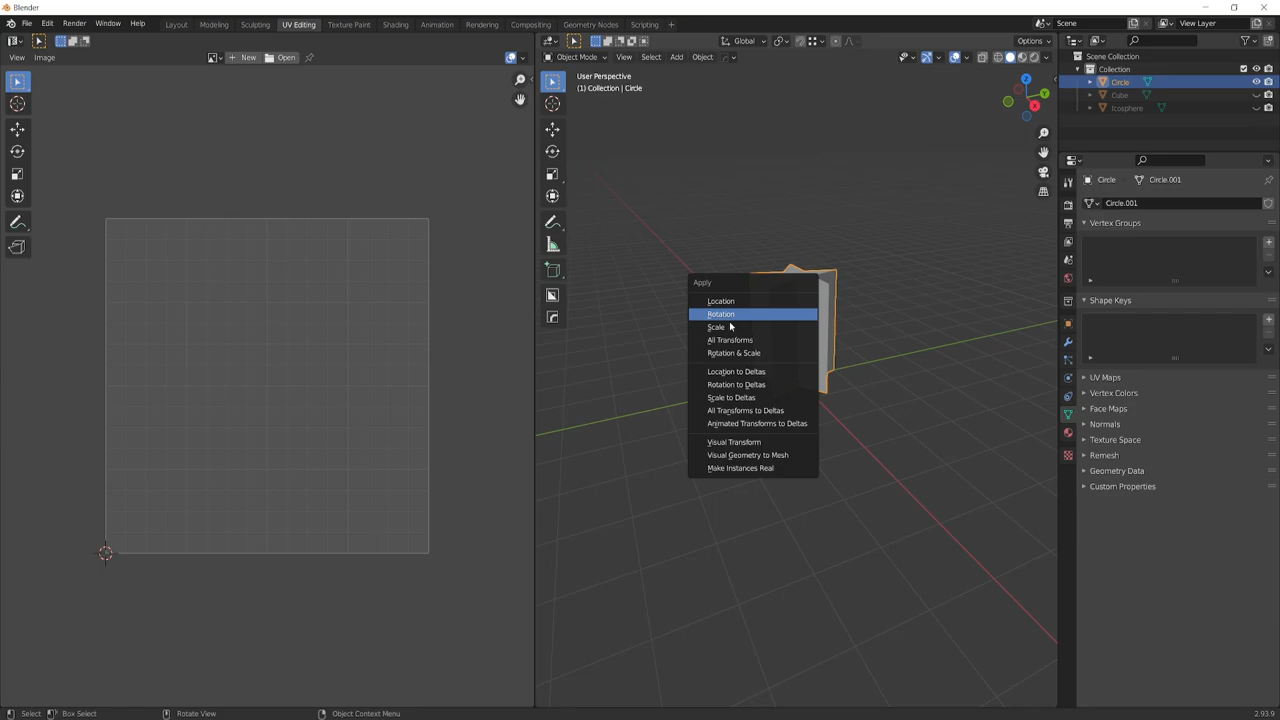 Blender
File Edit Render Window Help Layout Modeling Sculpting UV Editing Texture Paint Shading Animation Rendering Compositing Geometry Nodes Scripting + Scene View Layer
Global Options
View Image New Open
Object Mode View Select Add Object
Scene Collection
Collection
Circle
Cube
Icosphere
User Perspective
(1) Collection | Circle
Z
Y
X
Circle Circle.001
Circle.001
Vertex Groups
Shape Keys
UV Maps
Vertex Colors
Face Maps
Normals
Texture Space
Remesh
Geometry Data
Custom Properties
Apply
Location
Rotation
Scale
All Transforms
Rotation & Scale
Location to Deltas
Rotation to Deltas
Scale to Deltas
All Transforms to Deltas
Animated Transforms to Deltas
Visual Transform
Visual Geometry to Mesh
Make Instances Real
Select Box Select Rotate View Object Context Menu 2.93.9